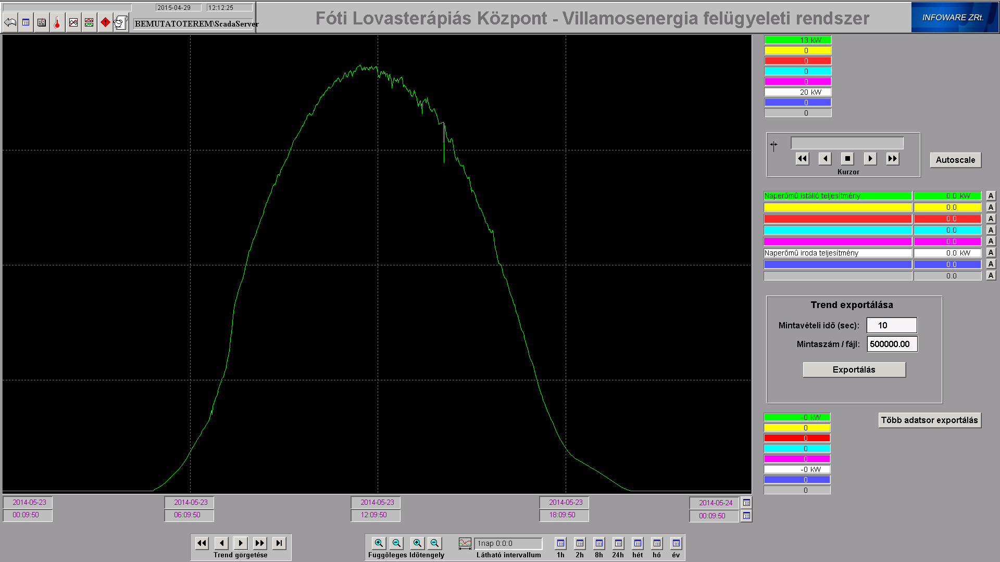 2015-04-29 12:12:25
BEMUTATOTEREM\ScadaServer
Fóti Lovasterápiás Központ - Villamosenergia felügyeleti rendszer
INFOWARE ZRt.
13 kW
0
0
0
0
20 kW
0
0
Kurzor
Autoscale
Naperõmû istálló teljesítmény 0.0 kW A
0.0 A
0.0 A
0.0 A
0.0 A
Naperõmû iroda teljesítmény 0.0 kW A
0.0 A
0.0 A
Trend exportálása
Mintavételi idõ (sec): 10
Mintaszám / fájl: 500000.00
Exportálás
-0 kW
0
0
0
0
-0 kW
0
0
Több adatsor exportálás
2014-05-23 2014-05-23 2014-05-23 2014-05-23 2014-05-24
00:09:50 06:09:50 12:09:50 18:09:50 00:09:50
Trend görgetése
Függõleges Idõtengely
1nap 0:0:0
Látható intervallum
1h 2h 8h 24h hét hó év